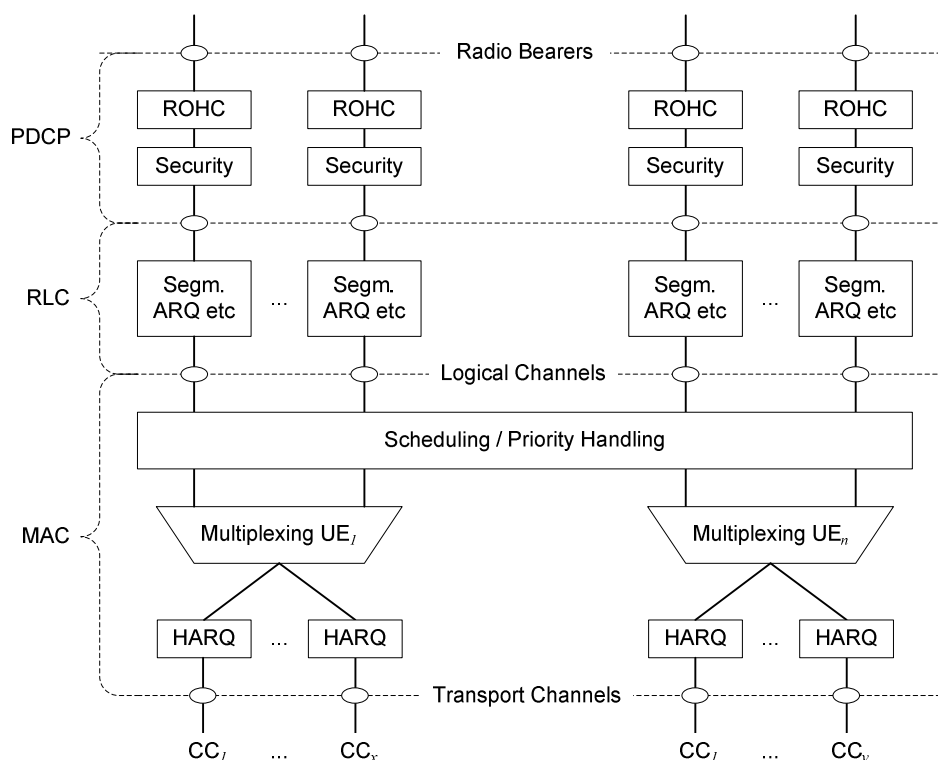 Radio Bearers
ROHC ROHC ROHC ROHC
PDCP
Security Security Security Security
Segm. Segm. Segm. Segm.
RLC
... ...
ARQ etc ARQ etc ARQ etc ARQ etc
Logical Channels
Scheduling / Priority Handling
MAC
Multiplexing UE1 Multiplexing UEn
HARQ ... HARQ HARQ ... HARQ
Transport Channels
CC1 ... CCx CC1 ... CCy